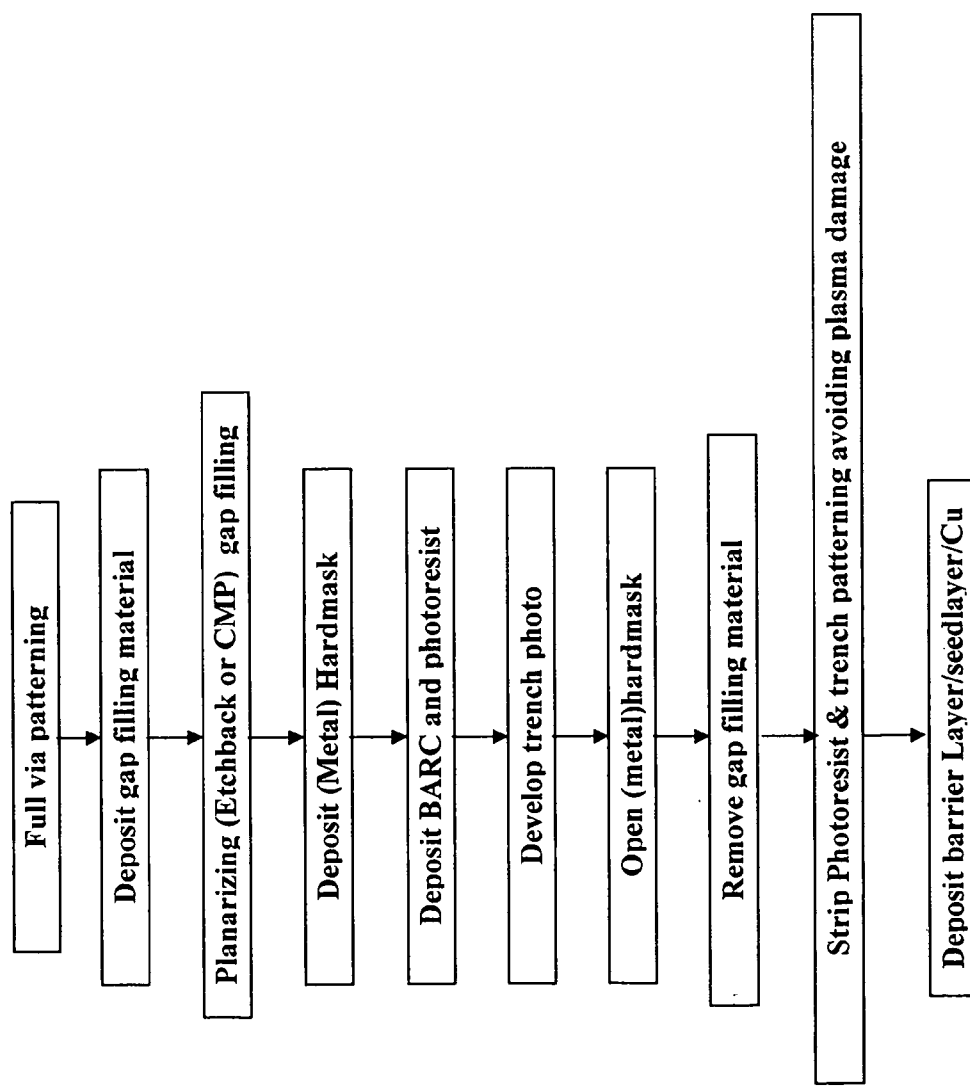 Full via patterning
Deposit gap filling material
Planarizing (Etchback or CMP) gap filling
Deposit (Metal) Hardmask
Deposit BARC and photoresist
Develop trench photo
Open (metal)hardmask
Remove gap filling material
Strip Photoresist & trench patterning avoiding plasma damage
Deposit barrier Layer/seedlayer/Cu